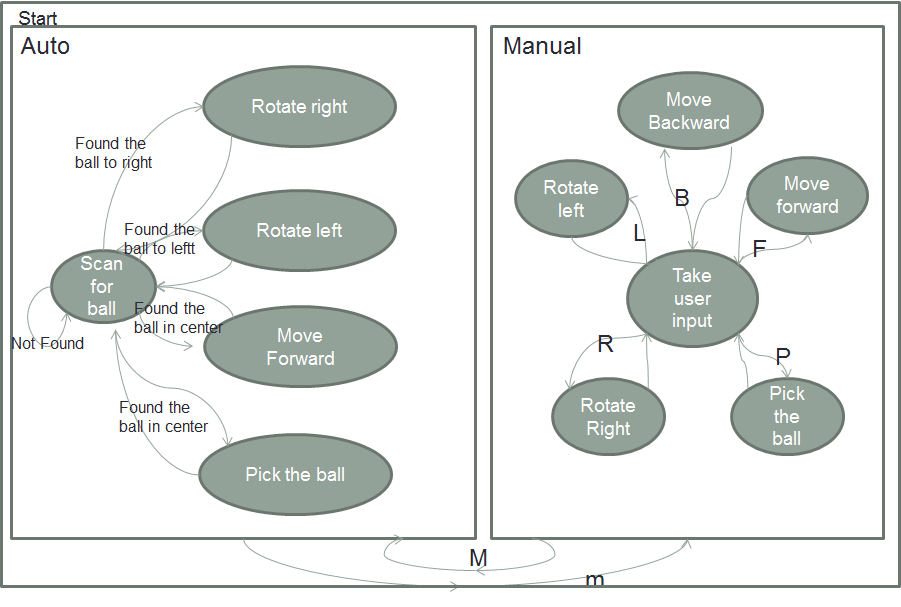 Start
Auto
Rotate right
Found the
ball to right
Rotate left
Found the
ball to leftt
Scan
for
ball
Found the
ball in center
Move
Forward
Not Found
Found the
ball in center
Pick the ball
Manual
Move
Backward
Rotate
left
B
Move
forward
L
F
Take
user
input
R
P
Rotate
Right
Pick
the
ball
M
m